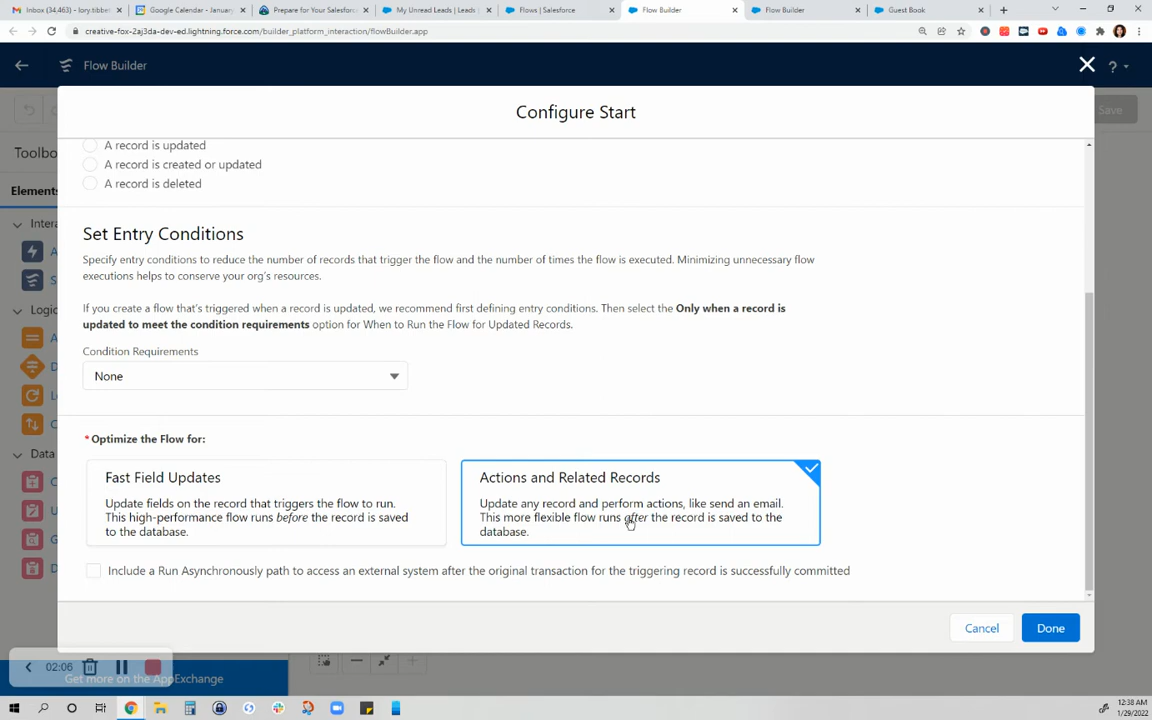 Inbox (34,463) - lory.tibbet
Google Calendar - January
Prepare for Your Salesforc
My Unread Leads | Leads |
Flows | Salesforce
Flow Builder
Flow Builder
Guest Book
creative-fox-2aj3da-dev-ed.lightning.force.com/builder_platform_interaction/flowBuilder.app
Flow Builder
?
Save
Configure Start
Toolbo
Elements
A record is updated
A record is created or updated
A record is deleted
Intera
A
S
Set Entry Conditions
Specify entry conditions to reduce the number of records that trigger the flow and the number of times the flow is executed. Minimizing unnecessary flow
executions helps to conserve your org's resources.
If you create a flow that's triggered when a record is updated, we recommend first defining entry conditions. Then select the Only when a record is
updated to meet the condition requirements option for When to Run the Flow for Updated Records.
Logic
A
D
L
C
Condition Requirements
None
*Optimize the Flow for:
Data
C
U
G
D
Fast Field Updates
Update fields on the record that triggers the flow to run.
This high-performance flow runs before the record is saved
to the database.
Actions and Related Records
Update any record and perform actions, like send an email.
This more flexible flow runs after the record is saved to the
database.
Include a Run Asynchronously path to access an external system after the original transaction for the triggering record is successfully committed
Cancel
Done
02:06
Get more on the AppExchange
12:38 AM
1/29/2022